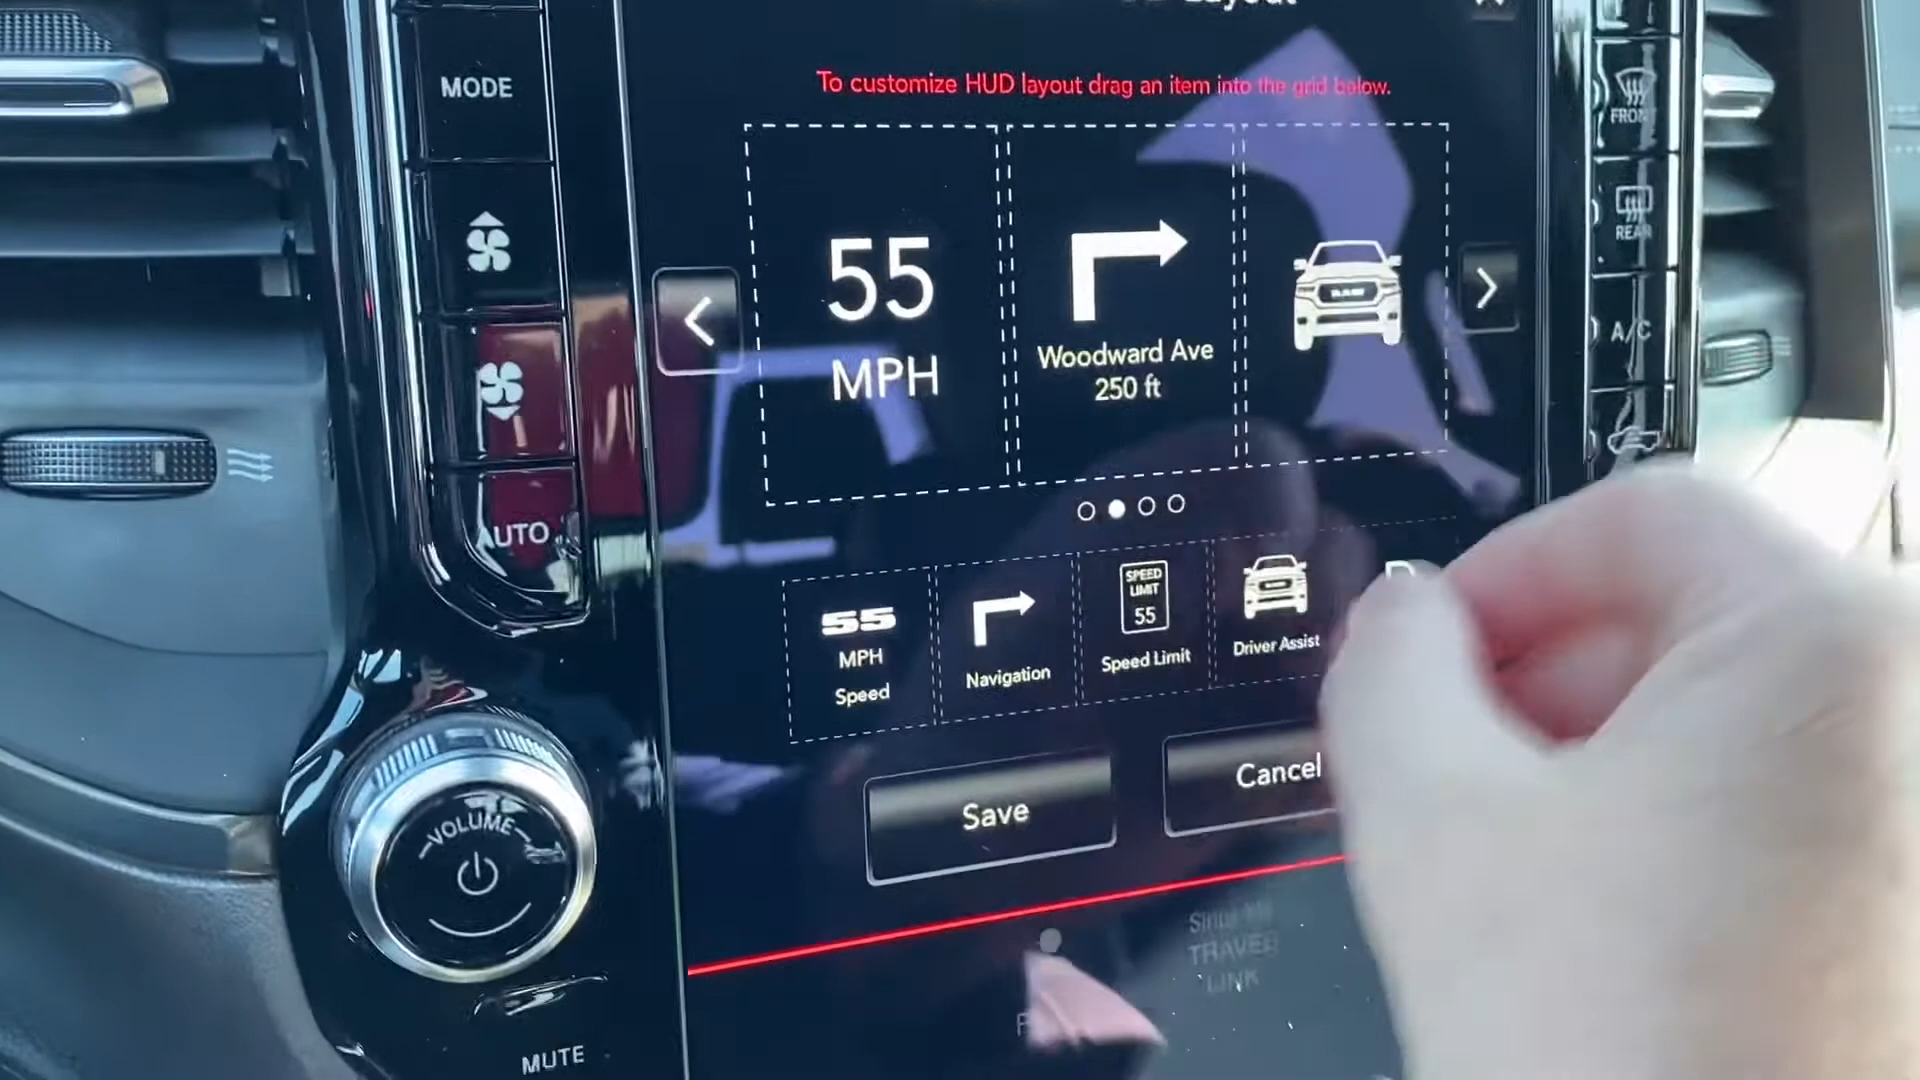 Layout
MODE
To customize HUD layout drag an item into the grid below.
FRONT
REAR
A/C
55
MPH
Woodward Ave
250 ft
RAM
AUTO
55
MPH
Speed
Navigation
SPEED
LIMIT
55
Speed Limit
Driver Assist
Save
Cancel
VOLUME
TRAVEL
LINK
MUTE